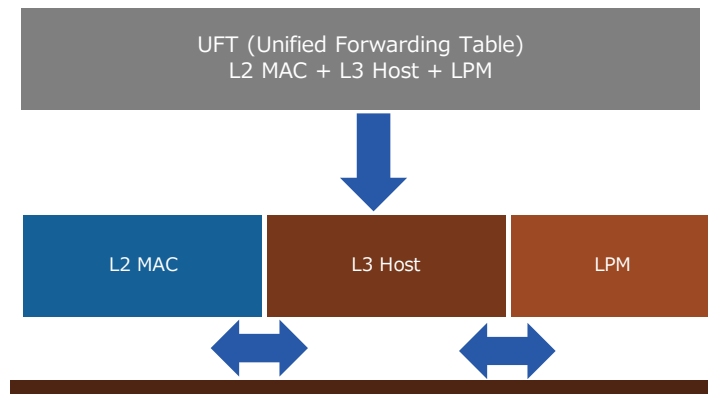 UFT (Unified Forwarding Table)
L2 MAC + L3 Host + LPM
L2 MAC
L3 Host
LPM